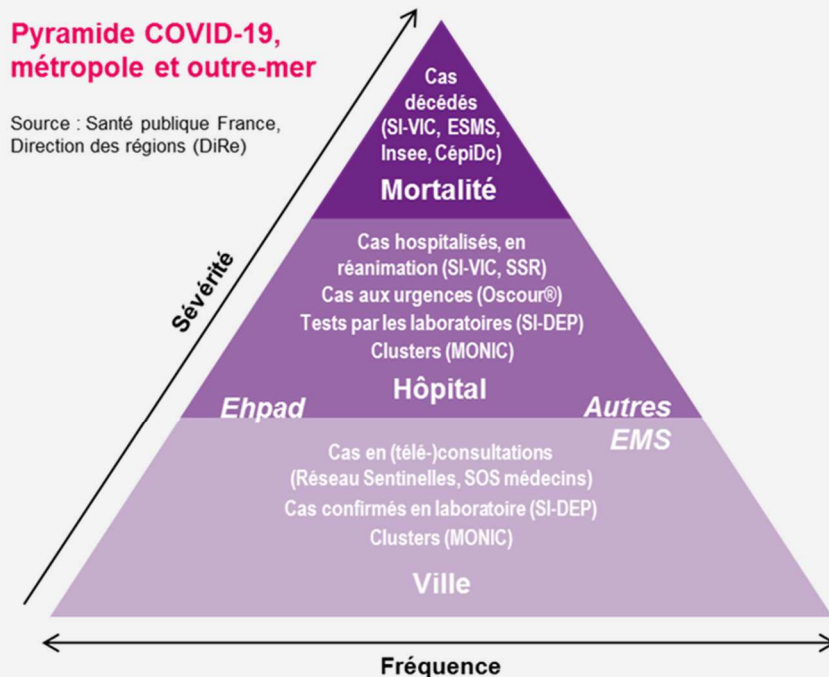 Pyramide COVID-19,
métropole et outre-mer
Source : Santé publique France,
Direction des régions (DiRe)
Sévérité
Cas
décédés
(SI-VIC, ESMS,
Insee, CépiDc)
Mortalité
Cas hospitalisés, en
réanimation (SI-VIC, SSR)
Cas aux urgences (Oscour®)
Tests par les laboratoires (SI-DEP)
Clusters (MONIC)
Hôpital
Ehpad
Autres
EMS
Cas en (télé-)consultations
(Réseau Sentinelles, SOS médecins)
Cas confirmés en laboratoire (SI-DEP)
Clusters (MONIC)
Ville
Fréquence